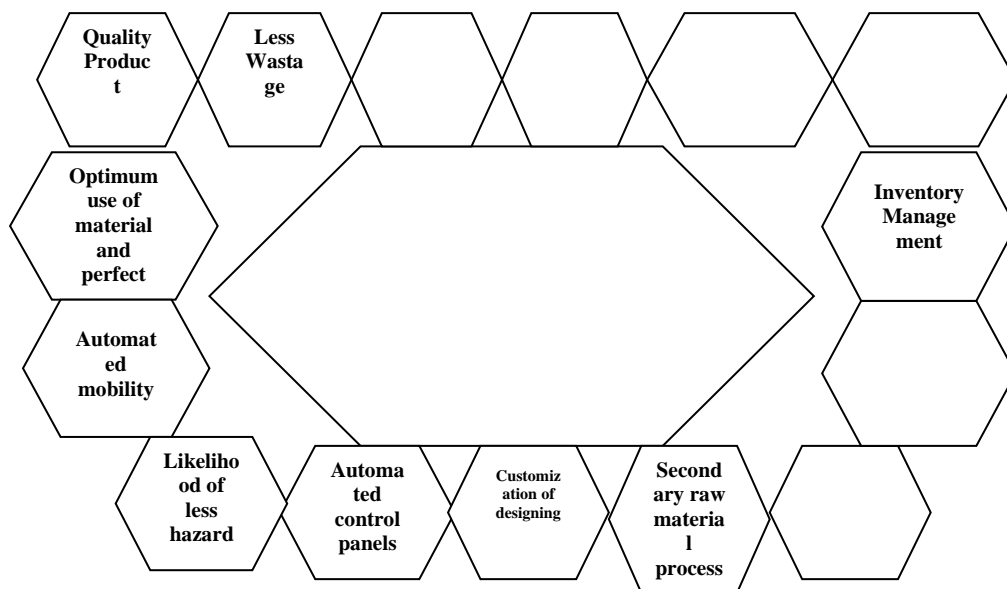 Quality
Produc
t
Less
Wasta
ge
Optimum
use of
material
and
perfect
Inventory
Manage
ment
Automat
ed
mobility
Likeliho
od of
less
hazard
Automa
ted
control
panels
Customiz
ation of
designing
Second
ary raw
materia
l
process